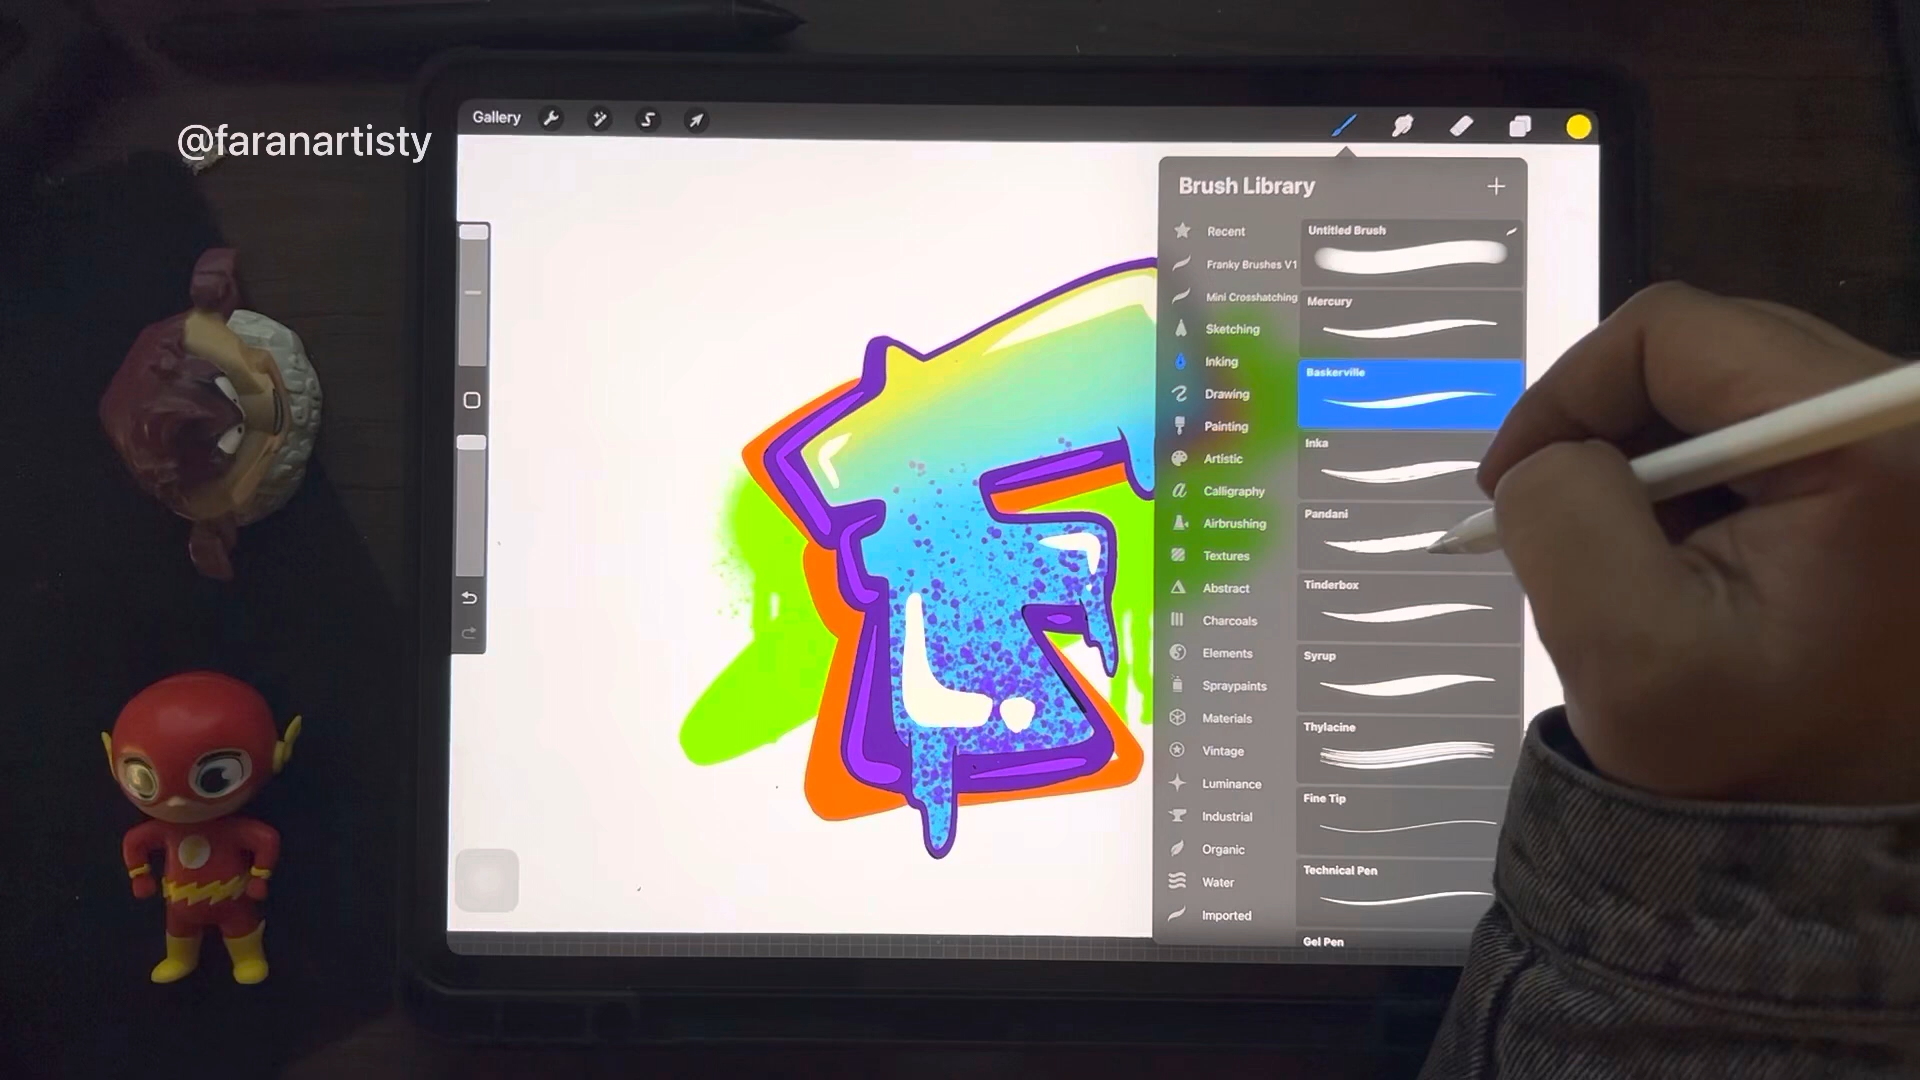 @faranartisty
Gallery
Brush Library
Recent
Franky Brushes V1
Mini Crosshatching
Sketching
Inking
Drawing
Painting
Artistic
Calligraphy
Airbrushing
Textures
Abstract
Charcoals
Elements
Spraypaints
Materials
Vintage
Luminance
Industrial
Organic
Water
Imported
Untitled Brush
Mercury
Baskerville
Inka
Pandani
Tinderbox
Syrup
Thylacine
Fine Tip
Technical Pen
Gel Pen